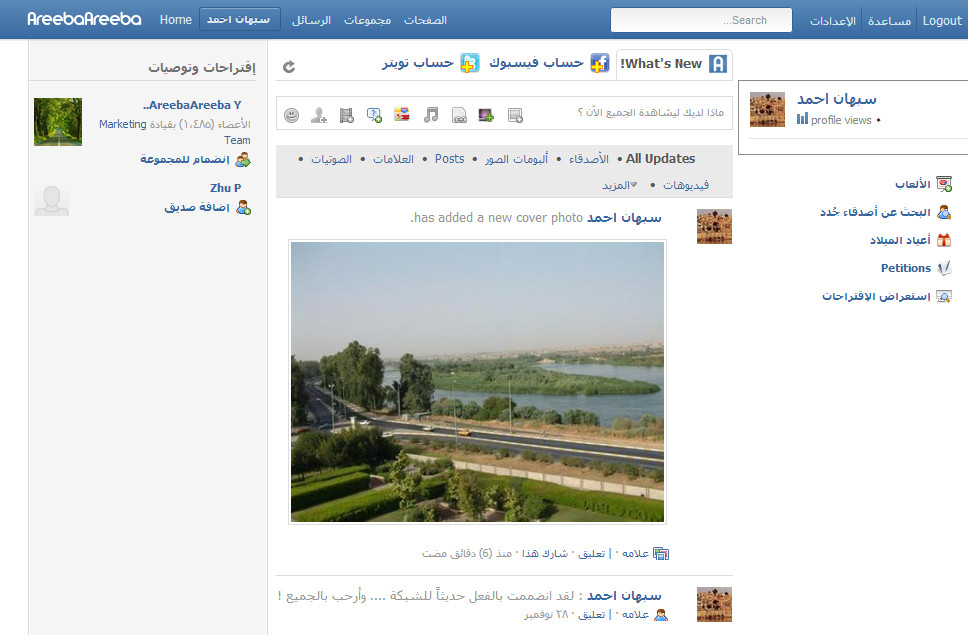 AreebaAreeba
Home
سبهان احمد
الرسائل
مجموعات
الصفحات
Search...
الإعدادات
مساعدة
Logout
سبهان احمد
profile views
الألعاب
البحث عن أصدقاء جُدد
أعياد الميلاد
Petitions
إستعراض الإقتراحات
What's New!
حساب فيسبوك
حساب تويتر
ماذا لديك ليشاهدة الجميع الآن ؟
All Updates • الأصدقاء • ألبومات الصور • Posts • العلامات • الصوتيات •
فيديوهات • المزيد
سبهان احمد has added a new cover photo.
علامه · | تعليق · شارك هذا · منذ (6) دقائق مضت
سبهان احمد : لقد انضممت بالفعل حديثاً للشبكة .... وأرحب بالجميع !
علامه · | تعليق · ٢٨ نوفمبر
إقتراحات وتوصيات
AreebaAreeba Y..
الأعضاء (١،٤٨٥) بقيادة Marketing
Team
إنضمام للمجموعة
Zhu P
اضافة صديق